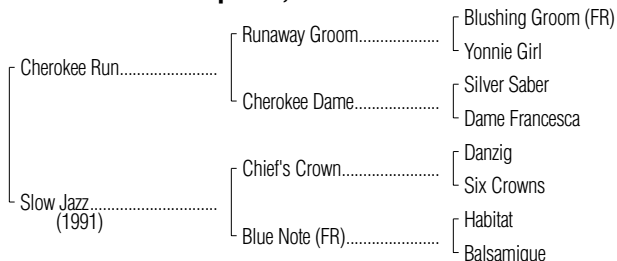 Blushing Groom (FR)
Runaway Groom....................
Yonnie Girl
Cherokee Run.......................
Silver Saber
Cherokee Dame.....................
Dame Francesca
Danzig
Chief's Crown........................
Six Crowns
Slow Jazz..............................
(1991)
Habitat
Blue Note (FR)......................
Balsamique